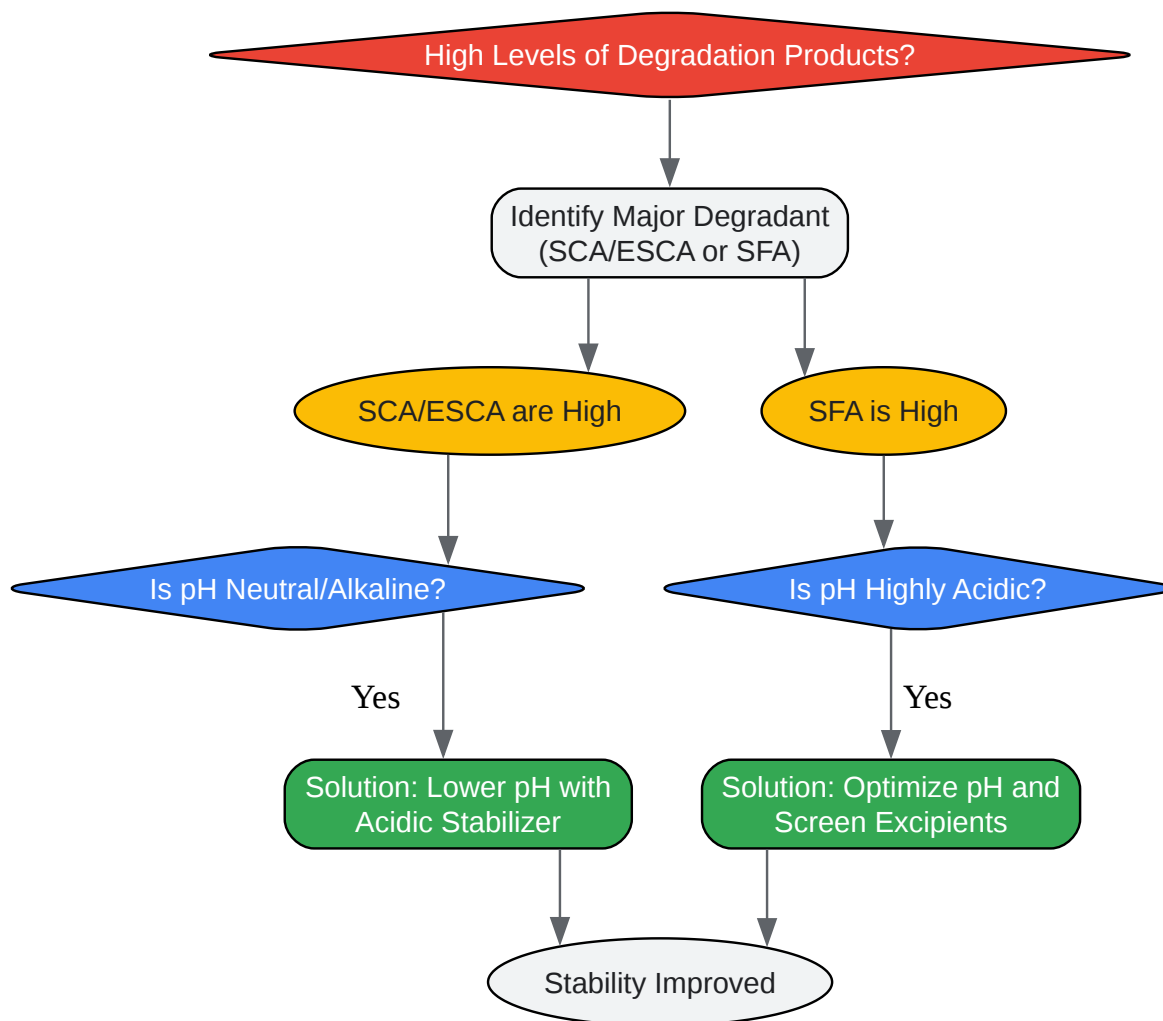 High Levels of Degradation Products?
Identify Major Degradant
(SCA/ESCA or SFA)
SCA/ESCA are High
SFA is High
Is pH Neutral/Alkaline?
Is pH Highly Acidic?
Yes
Yes
Solution: Lower pH with
Acidic Stabilizer
Solution: Optimize pH and
Screen Excipients
Stability Improved